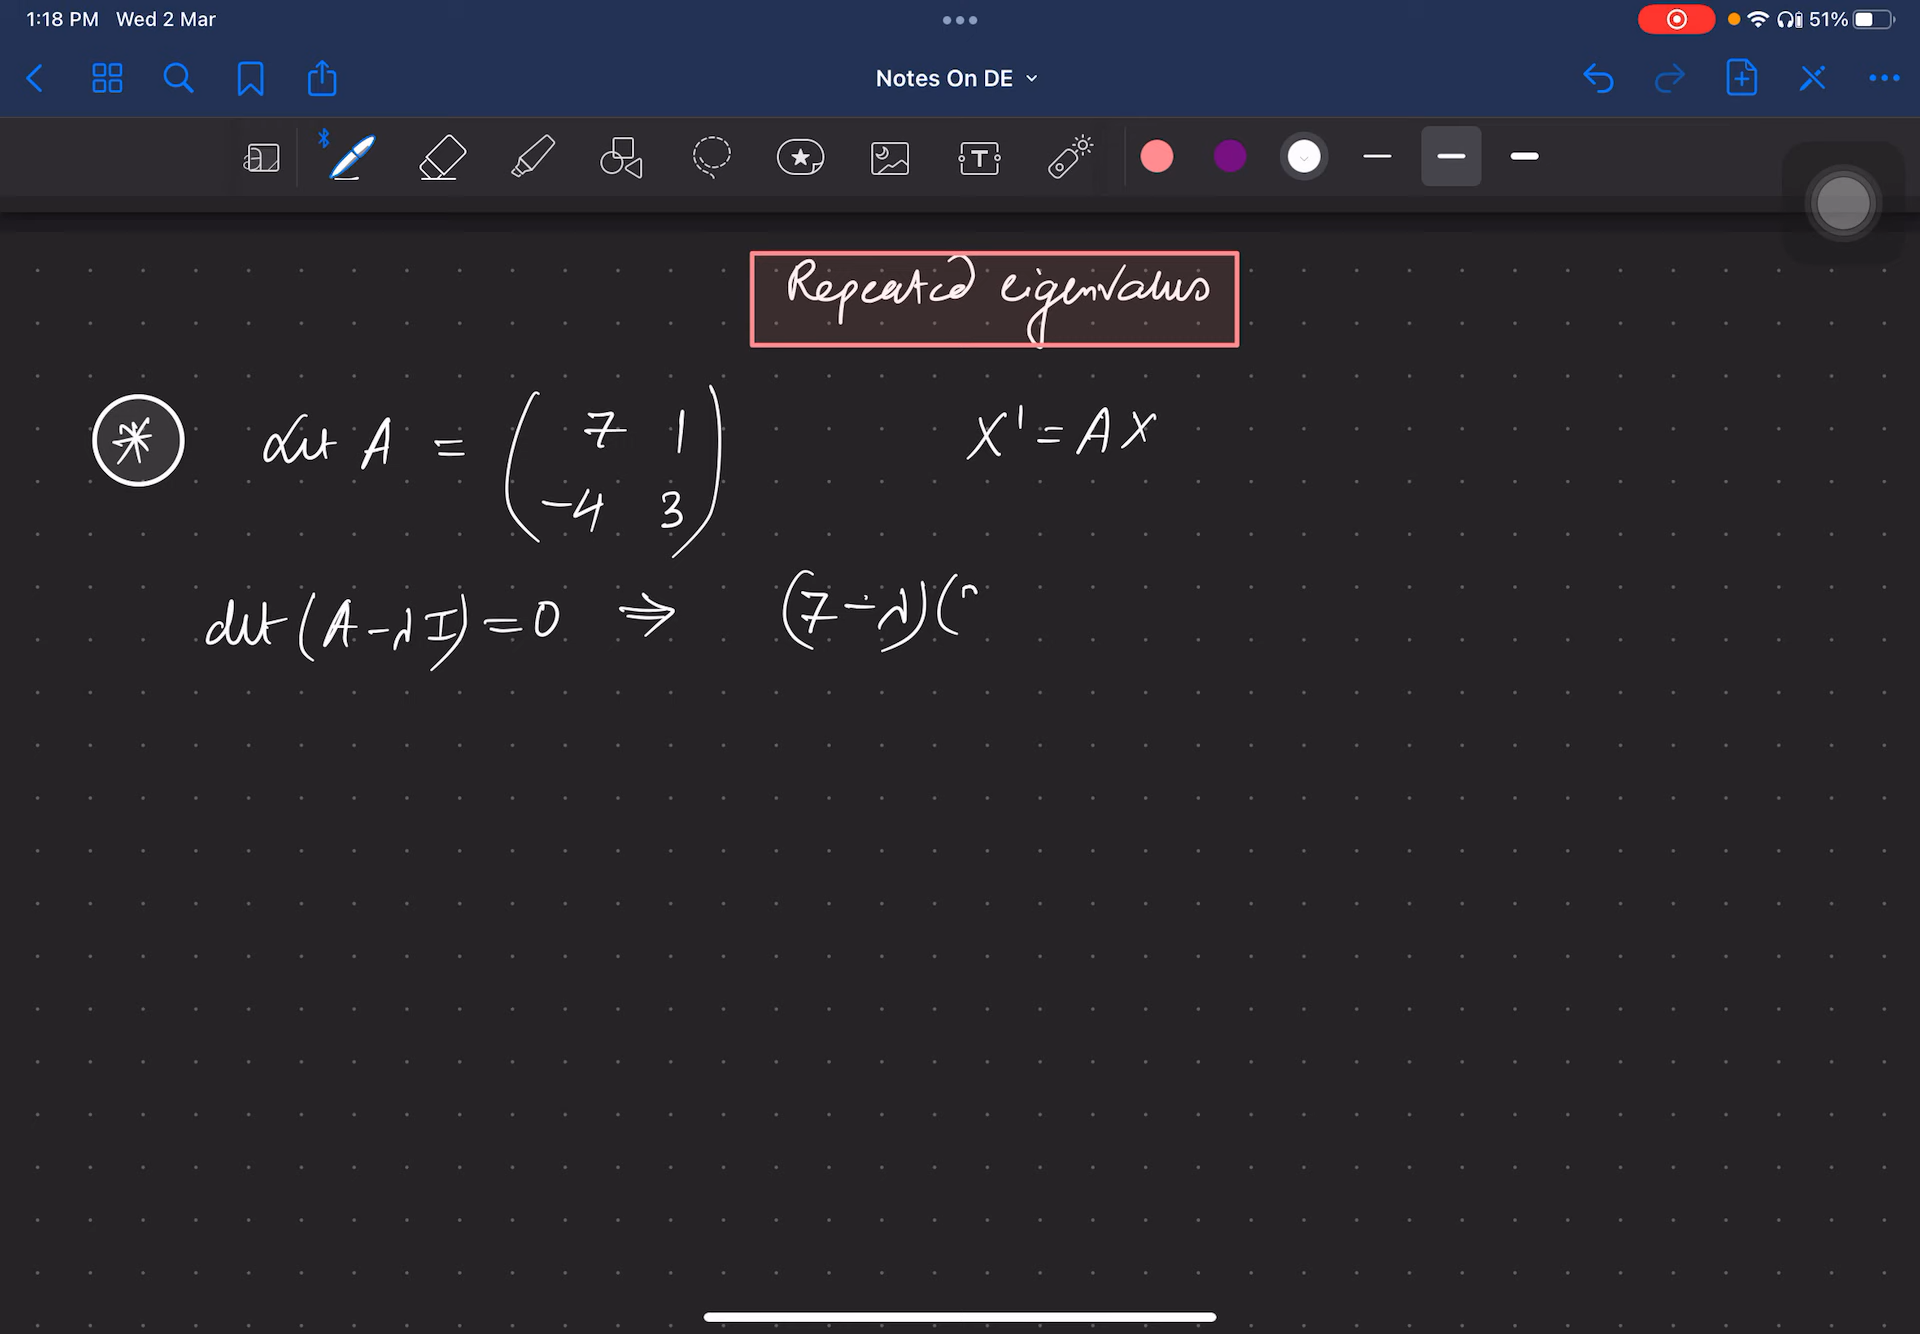 1:18 PM Wed 2 Mar
51%
Notes On DE
Repeated eigenvalues
* Let A = ( 7 1
-4 3 ) X' = AX
det(A-λI)=0 ⇒ (7-λ)(